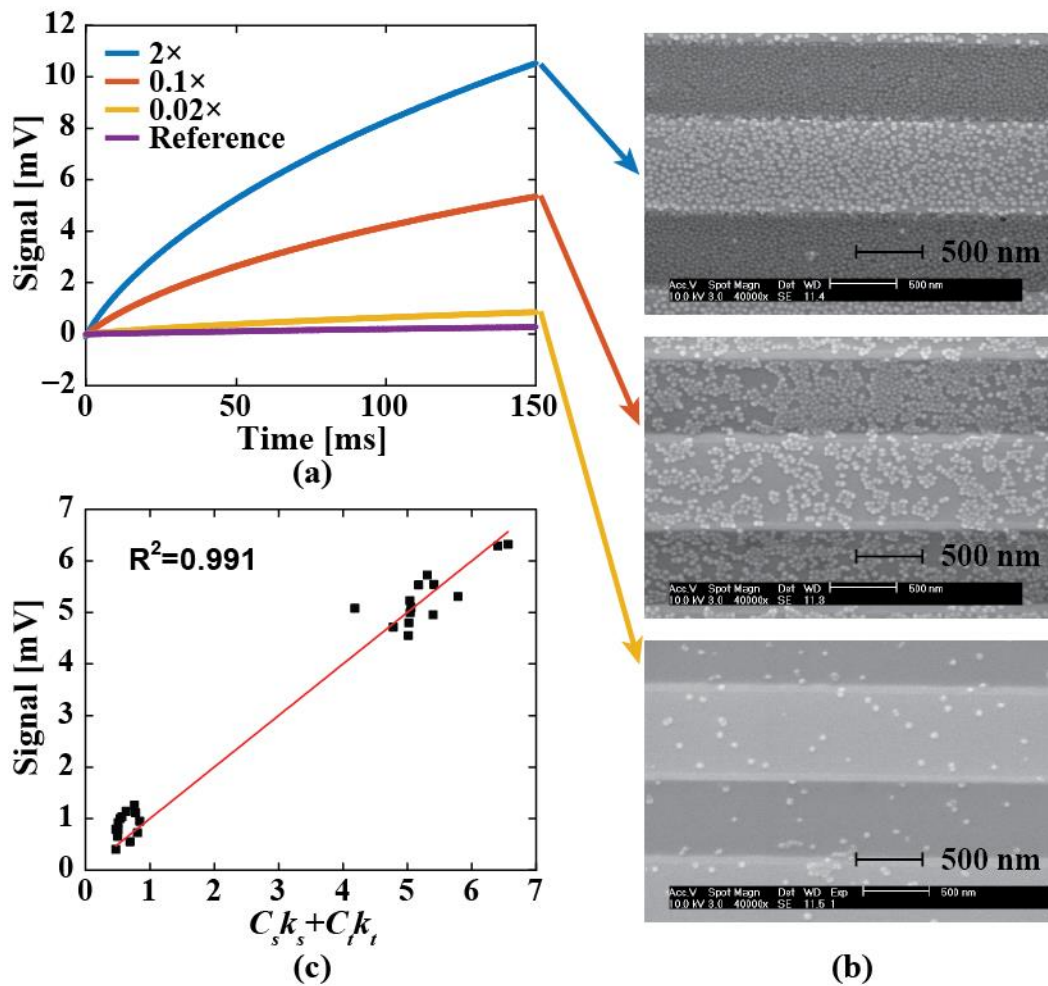 12
10
8
6
4
2
0
−2
Signal [mV]
2×
0.1×
0.02×
Reference
0 50 100 150
Time [ms]
(a)
500 nm
Acc.V Spot Magn Det WD 500 nm
10.0 kV 3.0 40000x SE 11.4
500 nm
Acc.V Spot Magn Det WD 500 nm
10.0 kV 3.0 40000x SE 11.3
500 nm
Acc.V Spot Magn Det WD Exp 500 nm
10.0 kV 3.0 40000x SE 11.5 1
(b)
7
6
5
4
3
2
1
0
Signal [mV]
R²=0.991
0 1 2 3 4 5 6 7
Cₛkₛ+Cₜkₜ
(c)